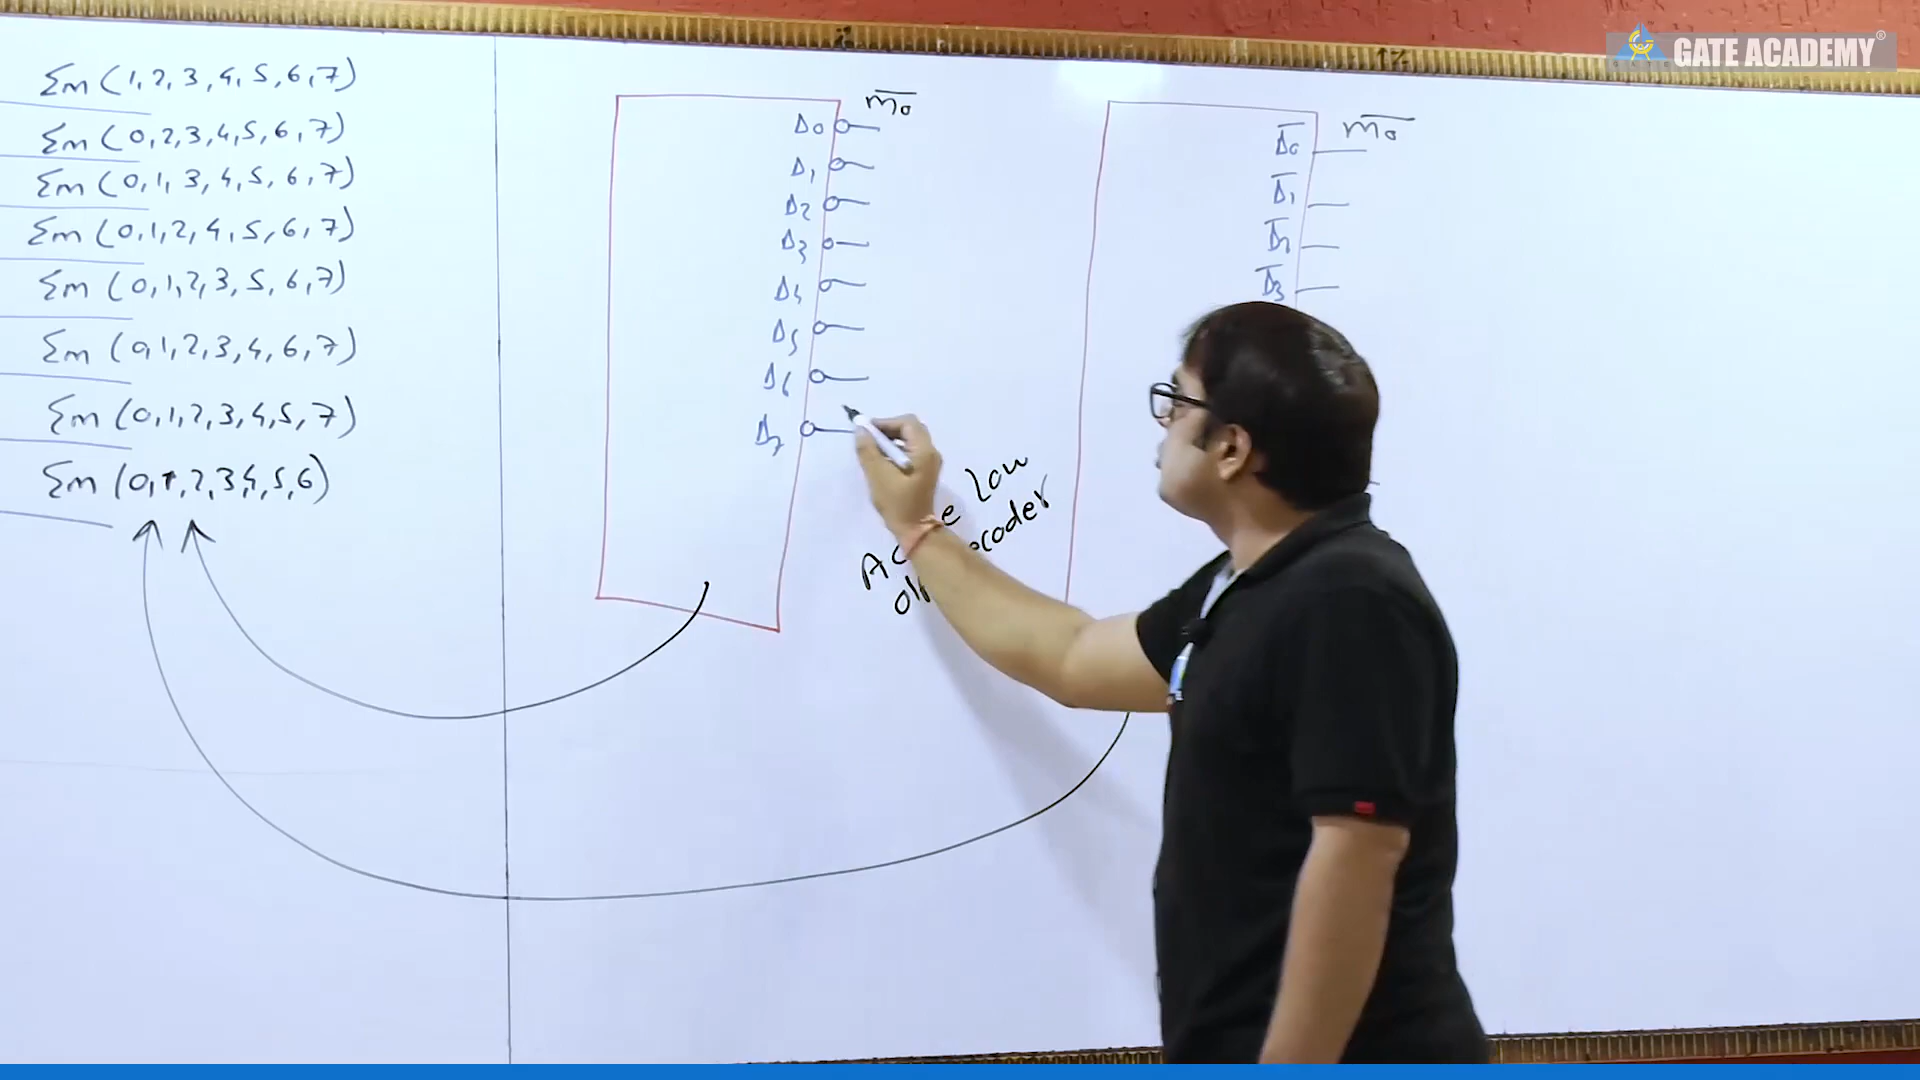 GATE ACADEMY®
Σm (1, 2, 3, 4, 5, 6, 7)
Σm (0, 2, 3, 4, 5, 6, 7)
Σm (0, 1, 3, 4, 5, 6, 7)
Σm (0, 1, 2, 4, 5, 6, 7)
Σm (0, 1, 2, 3, 5, 6, 7)
Σm (0, 1, 2, 3, 4, 6, 7)
Σm (0, 1, 2, 3, 4, 5, 7)
Σm (0, 1, 2, 3, 4, 5, 6)
m̅₀
D₀
D₁
D₂
D₃
D₄
D₅
D₆
D₇
Low
m̅₀
D̅₀
D̅₁
D̅₂
D̅₃